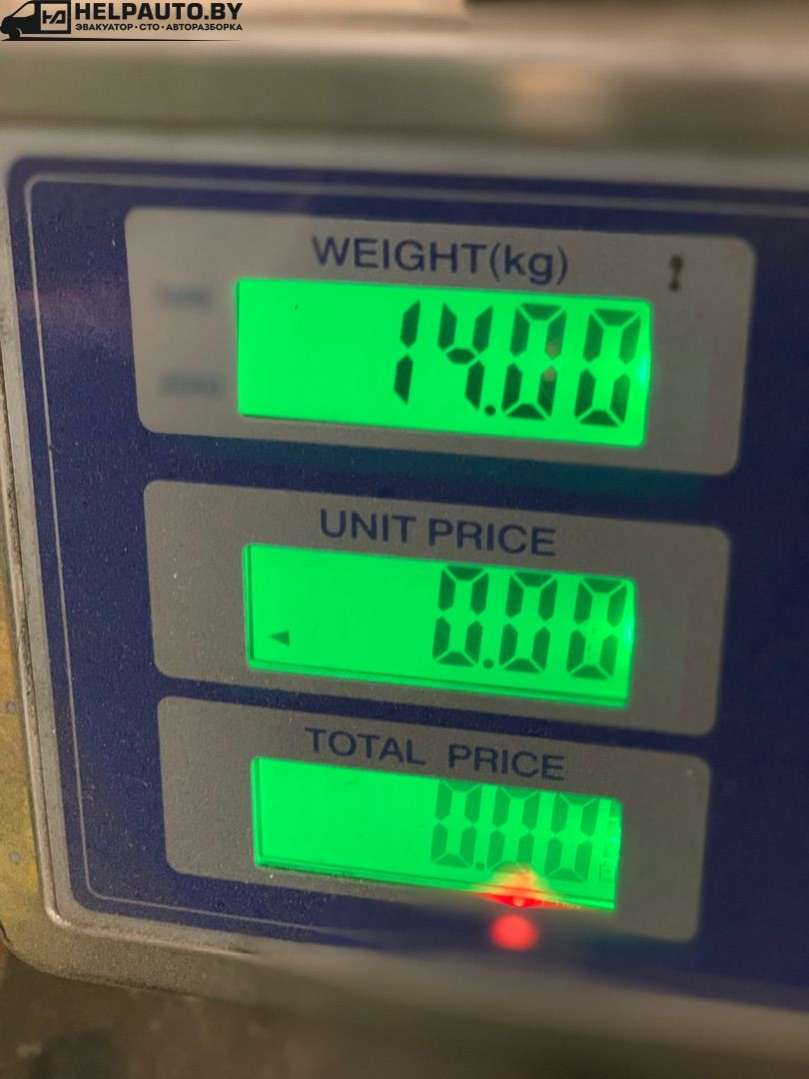 HELPAUTO.BY
ЭВАКУАТОР·СТО·АВТОРАЗБОРКА
WEIGHT(kg)
14.00
UNIT PRICE
0.00
TOTAL PRICE
0.00